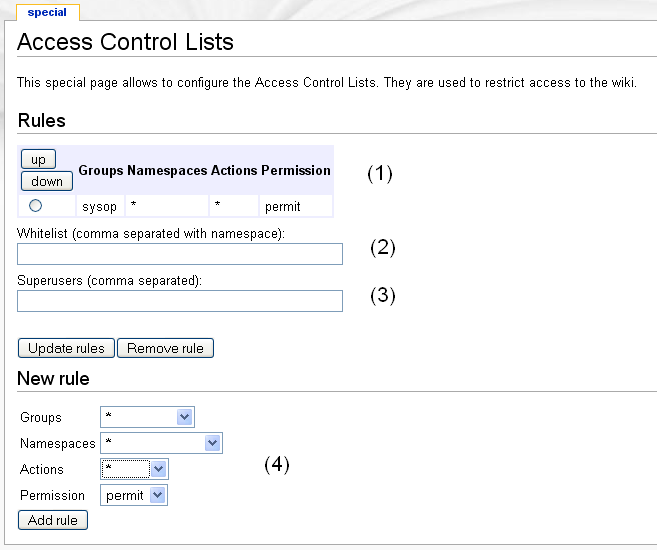 special
Access Control Lists
This special page allows to configure the Access Control Lists. They are used to restrict access to the wiki.
Rules
up
down
Groups Namespaces Actions Permission
(1)
sysop * * permit
Whitelist (comma separated with namespace):
(2)
Superusers (comma separated):
(3)
Update rules Remove rule
New rule
Groups *
Namespaces *
(4)
Actions *
Permission permit
Add rule